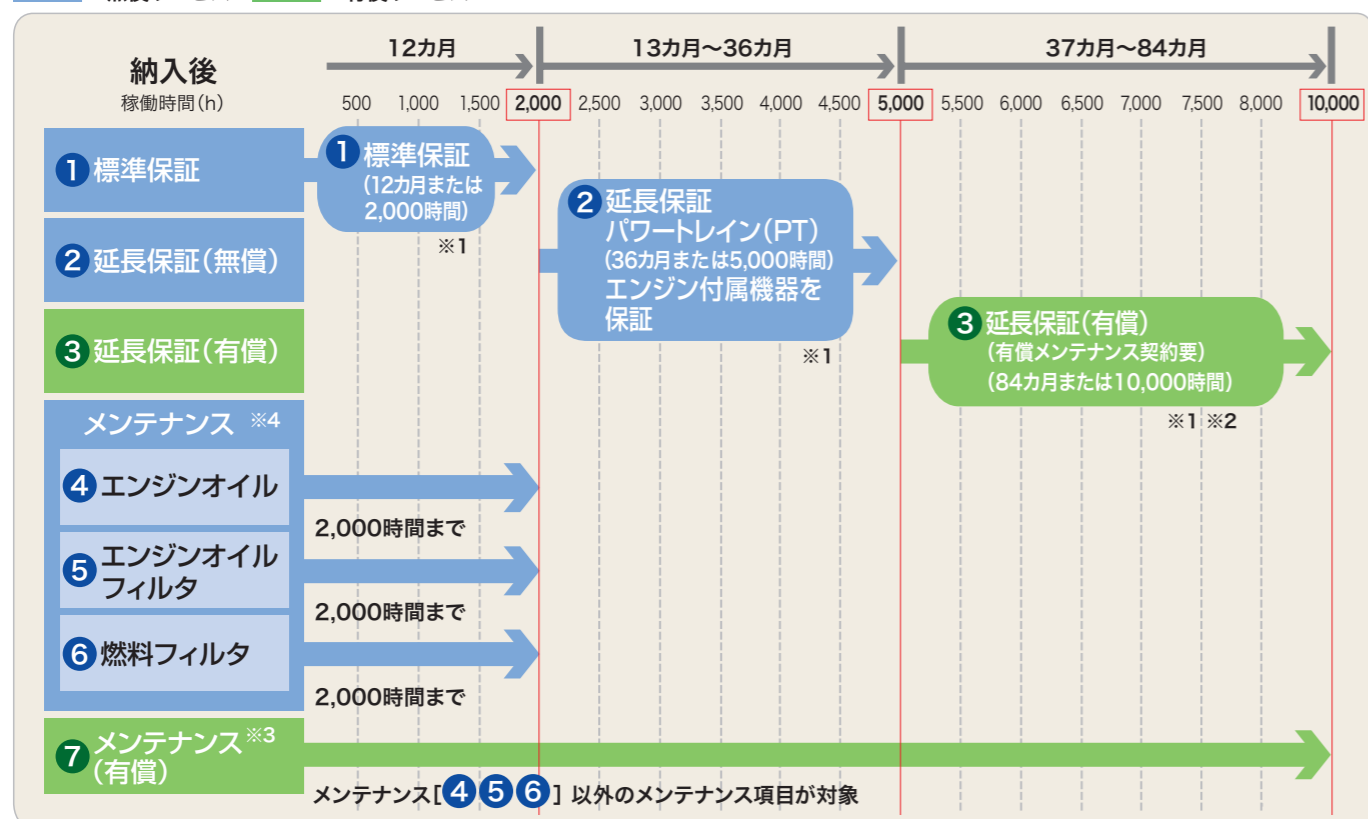 12カ月 13カ月〜36カ月 37カ月〜84カ月
納入後
稼働時間(h) 500 1,000 1,500 2,000 2,500 3,000 3,500 4,000 4,500 5,000 5,500 6,000 6,500 7,000 7,500 8,000 10,000
❶標準保証
❶標準保証
(12カ月または
2,000時間)
※1
❷延長保証(無償)
❷延長保証
パワートレイン(PT)
(36カ月または5,000時間)
エンジン付属機器を
保証
※1
❸延長保証(有償)
❸延長保証(有償)
(有償メンテナンス契約要)
(84カ月または10,000時間)
※1 ※2
メンテナンス ※4
❹エンジンオイル
2,000時間まで
❺エンジンオイル
フィルタ
2,000時間まで
❻燃料フィルタ
2,000時間まで
❼メンテナンス※3
(有償)
メンテナンス[❹❺❻] 以外のメンテナンス項目が対象